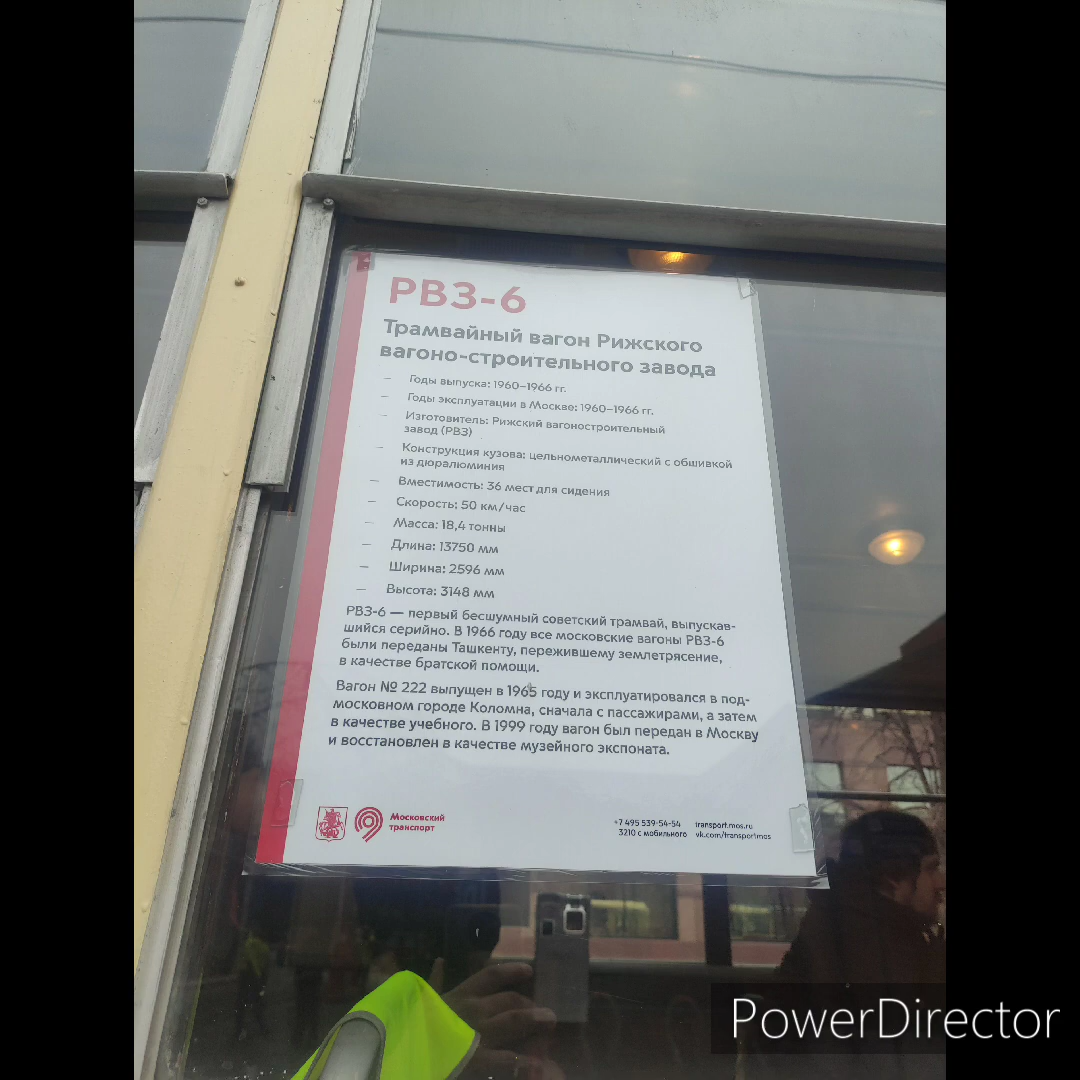 РВЗ-6
Трамвайный вагон Рижского
вагоно-строительного завода
– Годы выпуска: 1960–1966 гг.
– Годы эксплуатации в Москве: 1960–1966 гг.
– Изготовитель: Рижский вагоностроительный
завод (РВЗ)
– Конструкция кузова: цельнометаллический с обшивкой
из дюралюминия
– Вместимость: 36 мест для сидения
– Скорость: 50 км/час
– Масса: 18,4 тонны
– Длина: 13750 мм
– Ширина: 2596 мм
– Высота: 3148 мм
РВЗ-6 — первый бесшумный советский трамвай, выпускав-
шийся серийно. В 1966 году все московские вагоны РВЗ-6
были переданы Ташкенту, пережившему землетрясение,
в качестве братской помощи.
Вагон № 222 выпущен в 1965 году и эксплуатировался в под-
московном городе Коломна, сначала с пассажирами, а затем
в качестве учебного. В 1999 году вагон был передан в Москву
и восстановлен в качестве музейного экспоната.
Московский
транспорт
+7 495 539-54-54 transport.mos.ru
3210 с мобильного vk.com/transportmos
PowerDirector